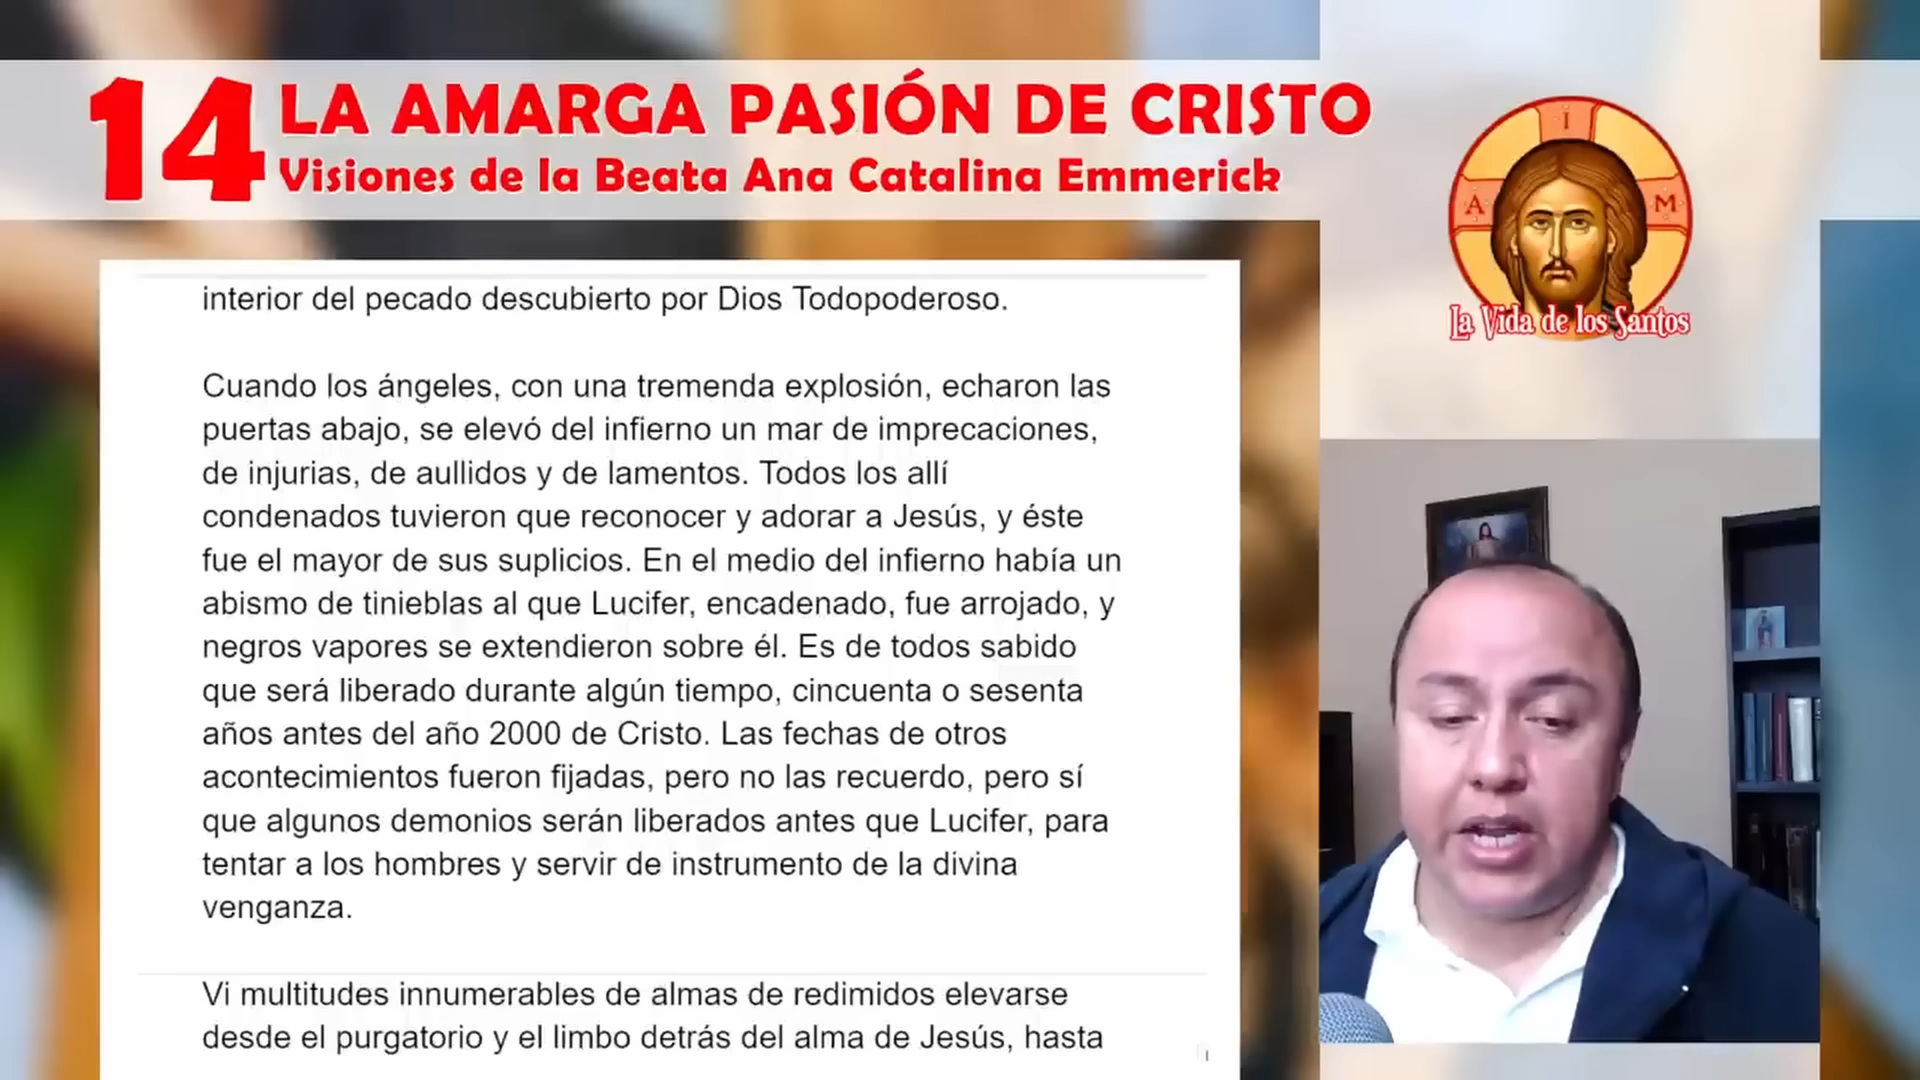 14
LA AMARGA PASIÓN DE CRISTO
Visiones de la Beata Ana Catalina Emmerick
I
A
M
La Vida de los Santos
interior del pecado descubierto por Dios Todopoderoso.
Cuando los ángeles, con una tremenda explosión, echaron las
puertas abajo, se elevó del infierno un mar de imprecaciones,
de injurias, de aullidos y de lamentos. Todos los allí
condenados tuvieron que reconocer y adorar a Jesús, y éste
fue el mayor de sus suplicios. En el medio del infierno había un
abismo de tinieblas al que Lucifer, encadenado, fue arrojado, y
negros vapores se extendieron sobre él. Es de todos sabido
que será liberado durante algún tiempo, cincuenta o sesenta
años antes del año 2000 de Cristo. Las fechas de otros
acontecimientos fueron fijadas, pero no las recuerdo, pero sí
que algunos demonios serán liberados antes que Lucifer, para
tentar a los hombres y servir de instrumento de la divina
venganza.
Vi multitudes innumerables de almas de redimidos elevarse
desde el purgatorio y el limbo detrás del alma de Jesús, hasta